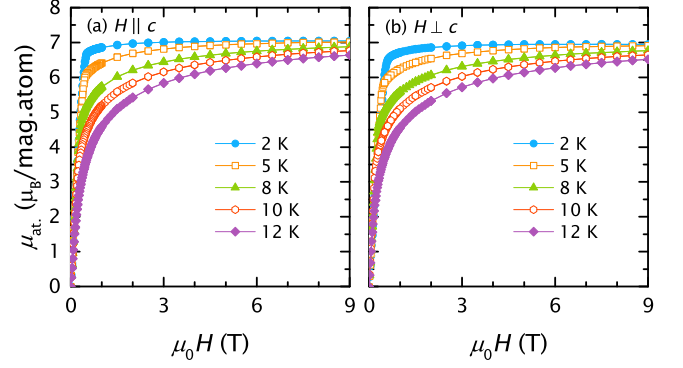 (a) H || c
(b) H ⊥ c
8
7
6
5
4
3
2
1
0
μat. (μB/mag.atom)
2 K
5 K
8 K
10 K
12 K
2 K
5 K
8 K
10 K
12 K
0 3 6 9
0 3 6 9
μ0H (T)
μ0H (T)